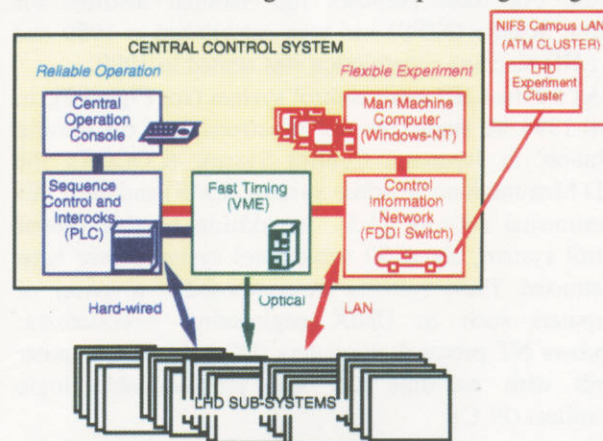 CENTRAL CONTROL SYSTEM
Reliable Operation
Flexible Experiment
NIFS Campus LAN
(ATM CLUSTER)
LHD
Experiment
Cluster
Central
Operation
Console
Man Machine
Computer
(Windows-NT)
Sequence
Control and
Interocks
(PLC)
Fast Timing
(VME)
Control
Information
Network
(FDDI Switch)
Hard-wired
Optical
LAN
LHD SUB-SYSTEMS